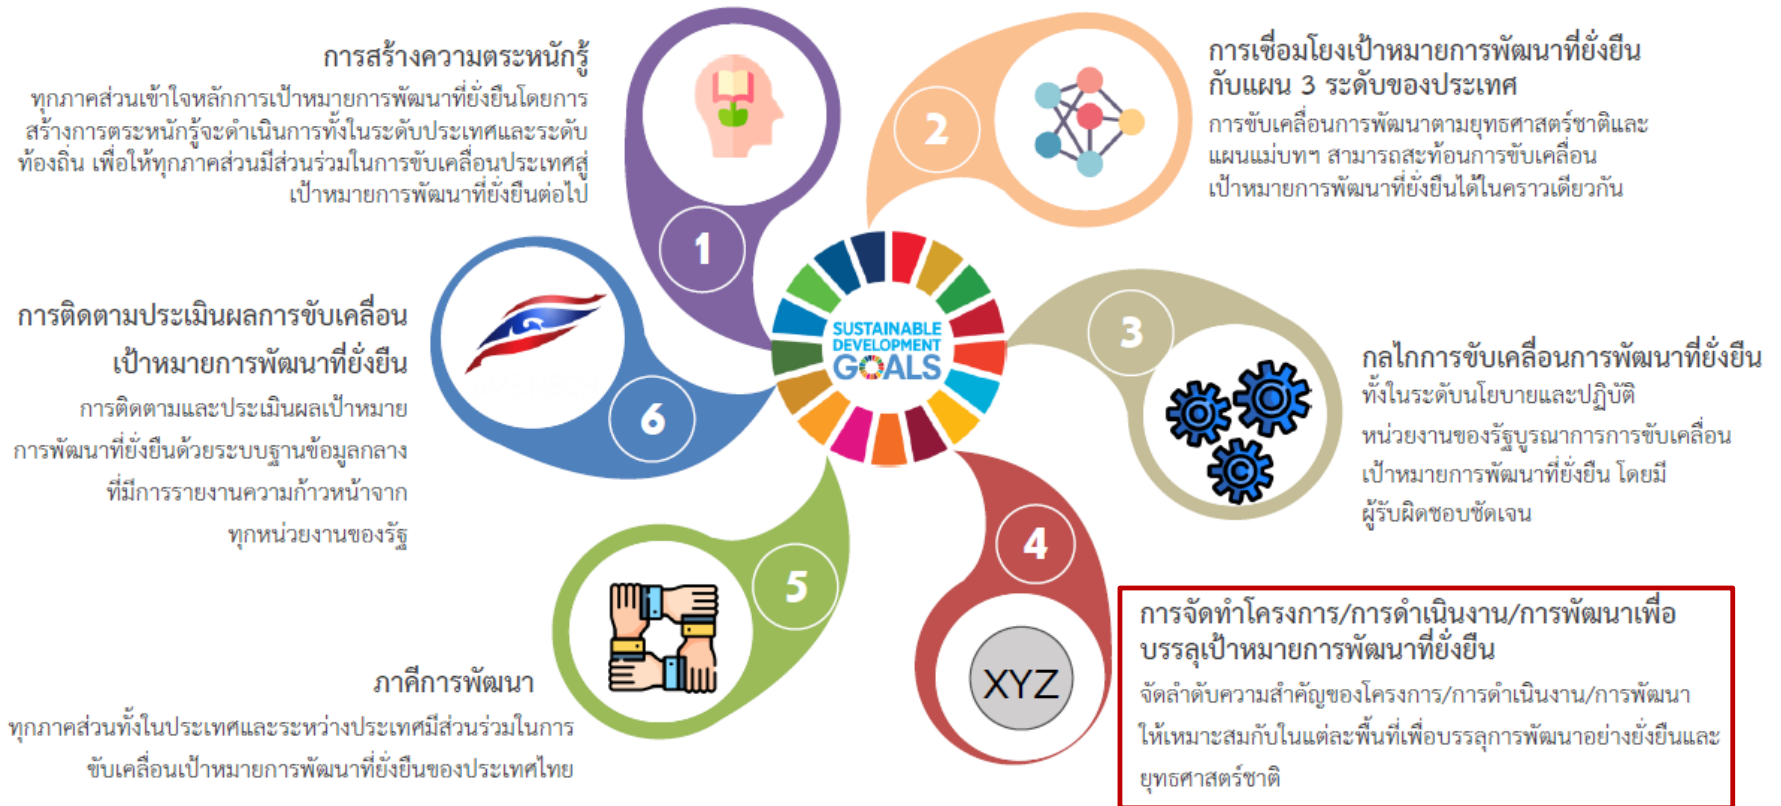 การสร้างความตระหนักรู้
ทุกภาคส่วนเข้าใจหลักการเป้าหมายการพัฒนาที่ยั่งยืนโดยการ
สร้างการตระหนักรู้จะดำเนินการทั้งในระดับประเทศและระดับ
ท้องถิ่น เพื่อให้ทุกภาคส่วนมีส่วนร่วมในการขับเคลื่อนประเทศสู่
เป้าหมายการพัฒนาที่ยั่งยืนต่อไป
1
การเชื่อมโยงเป้าหมายการพัฒนาที่ยั่งยืน
กับแผน 3 ระดับของประเทศ
การขับเคลื่อนการพัฒนาตามยุทธศาสตร์ชาติและ
แผนแม่บทฯ สามารถสะท้อนการขับเคลื่อน
เป้าหมายการพัฒนาที่ยั่งยืนได้ในคราวเดียวกัน
2
SUSTAINABLE
DEVELOPMENT
GOALS
3
กลไกการขับเคลื่อนการพัฒนาที่ยั่งยืน
ทั้งในระดับนโยบายและปฏิบัติ
หน่วยงานของรัฐบูรณาการการขับเคลื่อน
เป้าหมายการพัฒนาที่ยั่งยืน โดยมี
ผู้รับผิดชอบชัดเจน
4
XYZ
การจัดทำโครงการ/การดำเนินงาน/การพัฒนาเพื่อ
บรรลุเป้าหมายการพัฒนาที่ยั่งยืน
จัดลำดับความสำคัญของโครงการ/การดำเนินงาน/การพัฒนา
ให้เหมาะสมกับในแต่ละพื้นที่เพื่อบรรลุการพัฒนาอย่างยั่งยืนและ
ยุทธศาสตร์ชาติ
5
ภาคีการพัฒนา
ทุกภาคส่วนทั้งในประเทศและระหว่างประเทศมีส่วนร่วมในการ
ขับเคลื่อนเป้าหมายการพัฒนาที่ยั่งยืนของประเทศไทย
6
การติดตามประเมินผลการขับเคลื่อน
เป้าหมายการพัฒนาที่ยั่งยืน
การติดตามและประเมินผลเป้าหมาย
การพัฒนาที่ยั่งยืนด้วยระบบฐานข้อมูลกลาง
ที่มีการรายงานความก้าวหน้าจาก
ทุกหน่วยงานของรัฐ